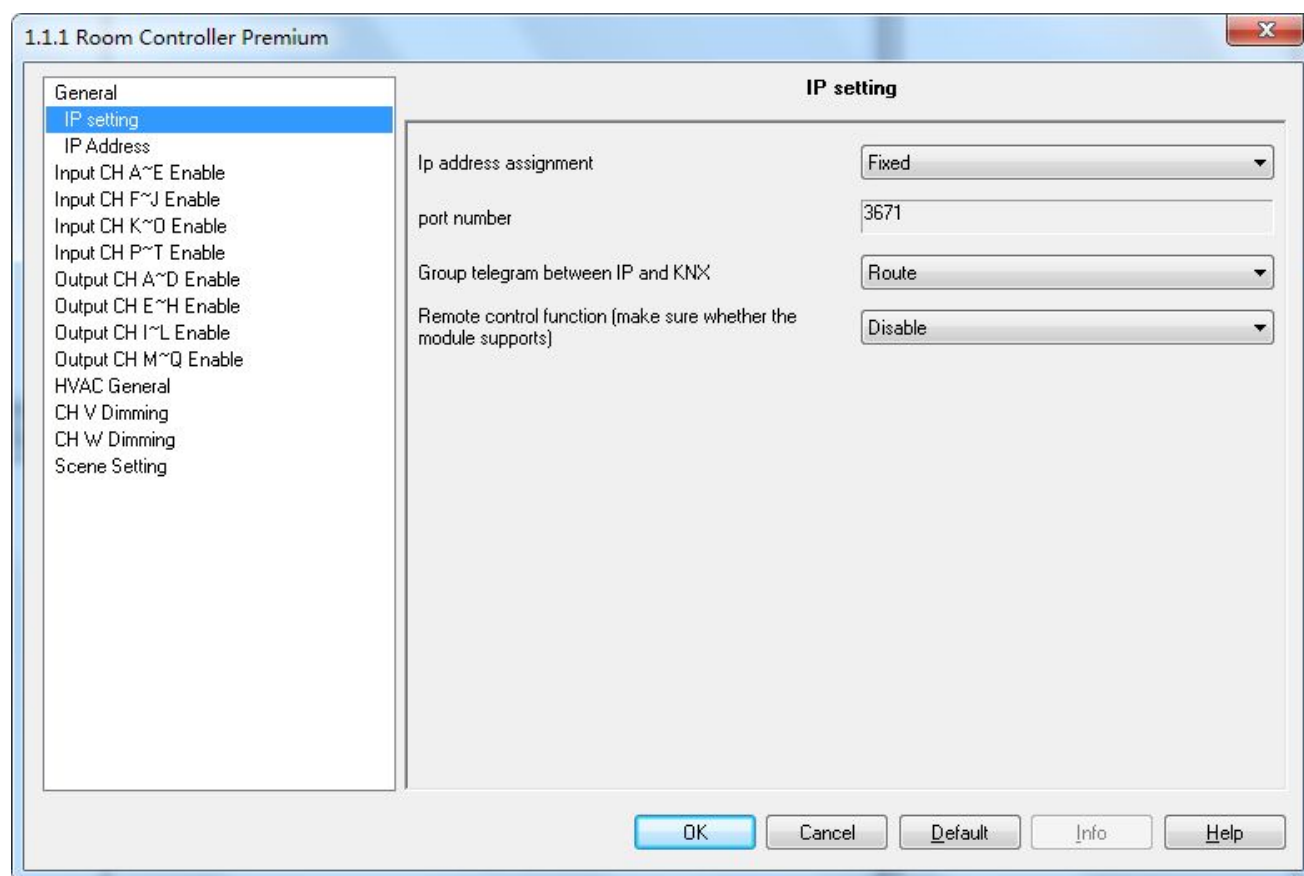 1.1.1 Room Controller Premium
General
IP setting
IP Address
Input CH A~E Enable
Input CH F~J Enable
Input CH K~O Enable
Input CH P~T Enable
Output CH A~D Enable
Output CH E~H Enable
Output CH I~L Enable
Output CH M~Q Enable
HVAC General
CH V Dimming
CH W Dimming
Scene Setting
IP setting
Ip address assignment
Fixed
port number
3671
Group telegram between IP and KNX
Route
Remote control function (make sure whether the
module supports)
Disable
OK
Cancel
Default
Info
Help